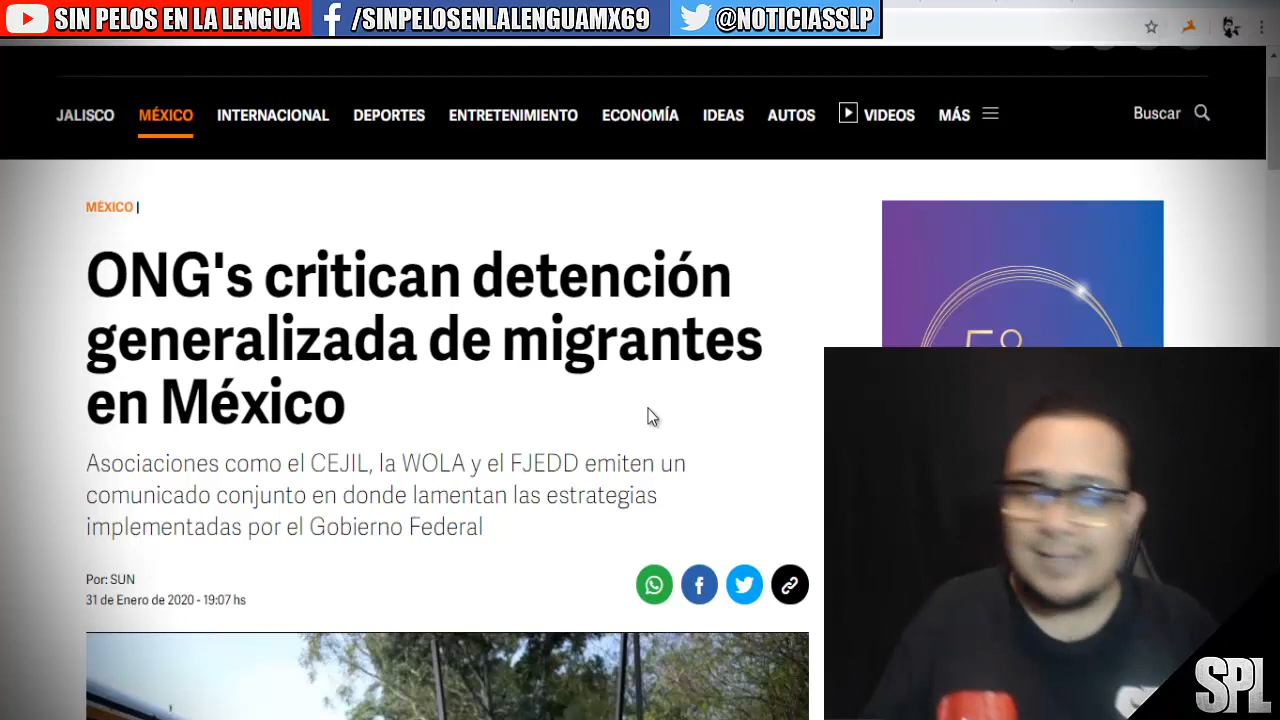 SIN PELOS EN LA LENGUA
/SINPELOSENLALENGUAMX69
@NOTICIASSLP
JALISCO MÉXICO INTERNACIONAL DEPORTES ENTRETENIMIENTO ECONOMÍA IDEAS AUTOS VIDEOS MÁS
Buscar
MÉXICO |
ONG's critican detención
generalizada de migrantes
en México
Asociaciones como el CEJIL, la WOLA y el FJEDD emiten un
comunicado conjunto en donde lamentan las estrategias
implementadas por el Gobierno Federal
Por: SUN
31 de Enero de 2020 - 19:07 hs
5º
SPL